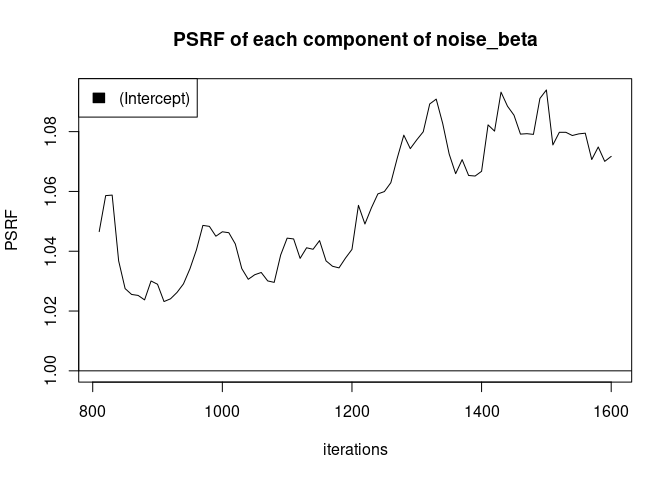 PSRF of each component of noise_beta
(Intercept)
PSRF
1.08
1.06
1.04
1.02
1.00
800 1000 1200 1400 1600
iterations